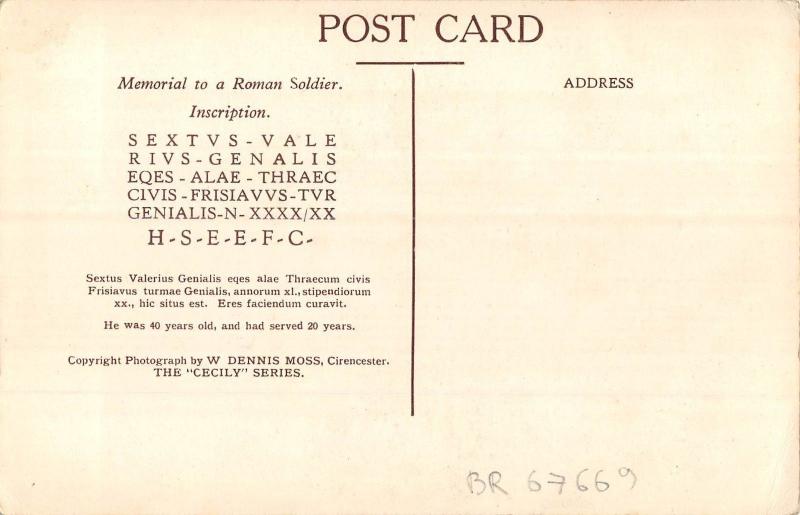 POST CARD
Memorial to a Roman Soldier.
Inscription.
SEXTVS - VALE
RIVS - GENALIS
EQES - ALAE - THRAEC
CIVIS - FRISIAVVS - TVR
GENIALIS - N - XXXX/XX
H - S - E - E - F - C -
Sextus Valerius Genialis eqes alae Thraecum civis
Frisiavus turmae Genialis, annorum xl., stipendiorum
xx., hic situs est. Eres faciendum curavit.
He was 40 years old, and had served 20 years.
Copyright Photograph by W DENNIS MOSS, Cirencester.
THE "CECILY" SERIES.
ADDRESS
BR 67669